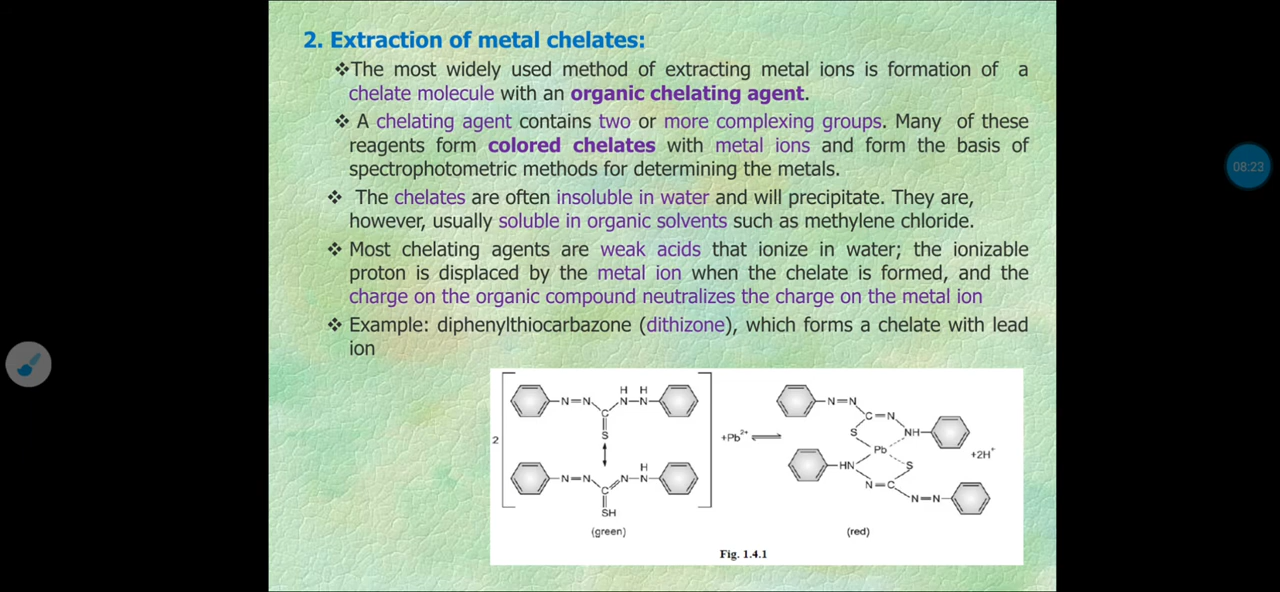 2. Extraction of metal chelates:
❖The most widely used method of extracting metal ions is formation of a
chelate molecule with an organic chelating agent.
❖ A chelating agent contains two or more complexing groups. Many of these
reagents form colored chelates with metal ions and form the basis of
spectrophotometric methods for determining the metals.
❖ The chelates are often insoluble in water and will precipitate. They are,
however, usually soluble in organic solvents such as methylene chloride.
❖ Most chelating agents are weak acids that ionize in water; the ionizable
proton is displaced by the metal ion when the chelate is formed, and the
charge on the organic compound neutralizes the charge on the metal ion
❖ Example: diphenylthiocarbazone (dithizone), which forms a chelate with lead
ion
08:23
H H
N=N N-N
C
S
2
H
N=N N-N
C
SH
(green)
+Pb²⁺
N=N
C=N
S NH
Pb
HN S
N=C
N=N
+2H⁺
(red)
Fig. 1.4.1